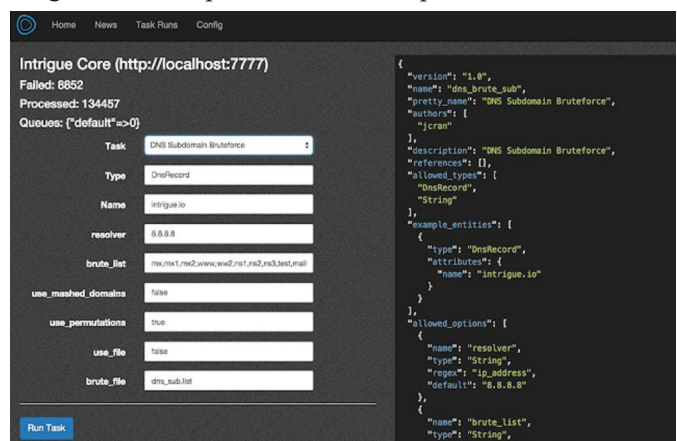 Home News Task Runs Config
Intrigue Core (http://localhost:7777)
Failed: 8852
Processed: 134457
Queues: {"default"=>0}
Task DNS Subdomain Bruteforce
Type DnsRecord
Name intrigue.io
resolver 8.8.8.8
brute_list mx,mx1,mx2,www,ww2,ns1,ns2,ns3,test,mail
use_mashed_domains false
use_permutations true
use_file false
brute_file dns_sub.list
Run Task
{
"version": "1.0",
"name": "dns_brute_sub",
"pretty_name": "DNS Subdomain Bruteforce",
"authors": [
"jcran"
],
"description": "DNS Subdomain Bruteforce",
"references": [],
"allowed_types": [
"DnsRecord",
"String"
],
"example_entities": [
{
"type": "DnsRecord",
"attributes": {
"name": "intrigue.io"
}
}
],
"allowed_options": [
{
"name": "resolver",
"type": "String",
"regex": "ip_address",
"default": "8.8.8.8"
},
{
"name": "brute_list",
"type": "String",